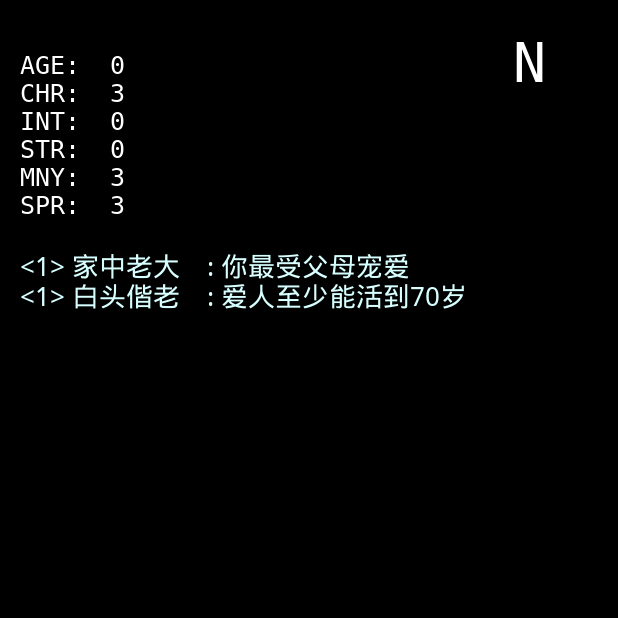 N
AGE: 0
CHR: 3
INT: 0
STR: 0
MNY: 3
SPR: 3
<1> 家中老大 : 你最受父母宠爱
<1> 白头偕老 : 爱人至少能活到70岁